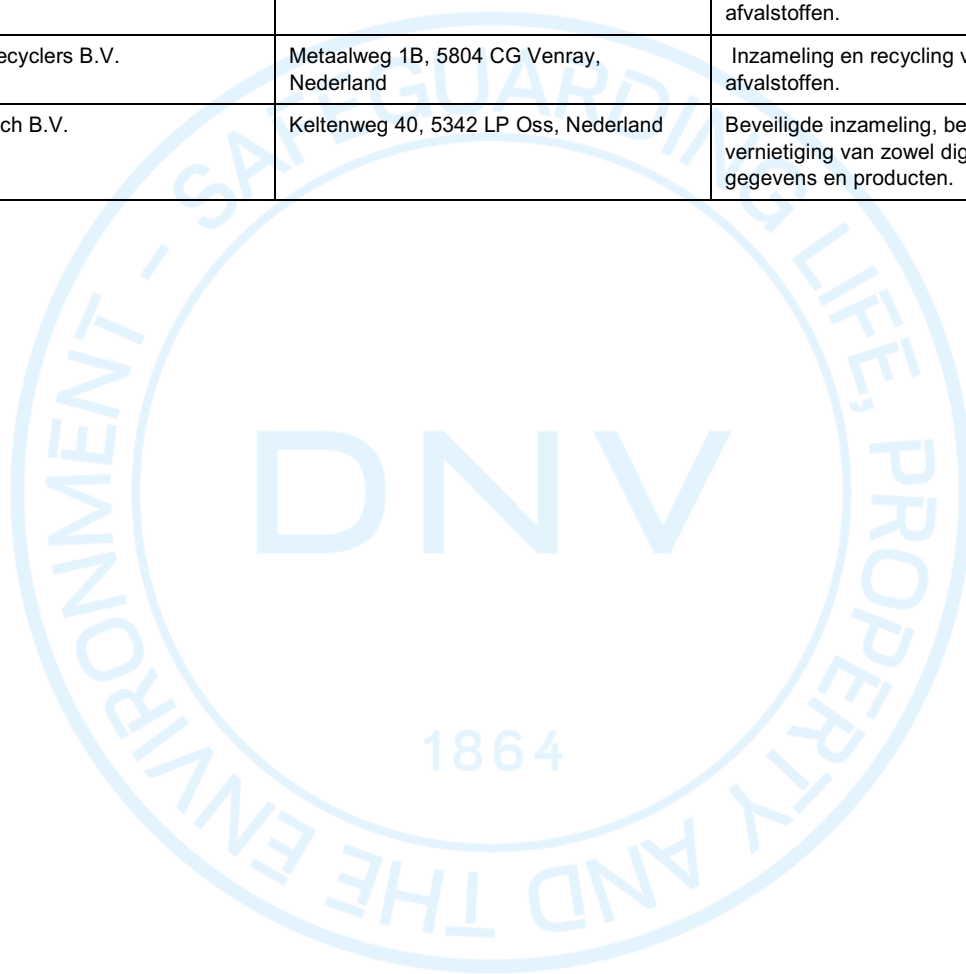 afvalstoffen.
ecyclers B.V.
Metaalweg 1B, 5804 CG Venray,
Nederland
Inzameling en recycling v
afvalstoffen.
ch B.V.
Keltenweg 40, 5342 LP Oss, Nederland
Beveiligde inzameling, be
vernietiging van zowel dig
gegevens en producten.
SAFEGUARDING LIFE, PROPERTY AND THE ENVIRONMENT -
DNV
1864